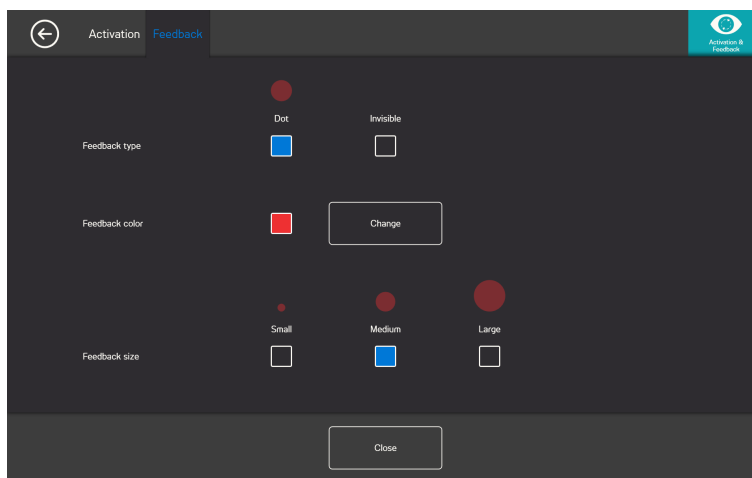 Activation Feedback
Activation &
Feedback
Dot Invisible
Feedback type
Feedback color Change
Small Medium Large
Feedback size
Close